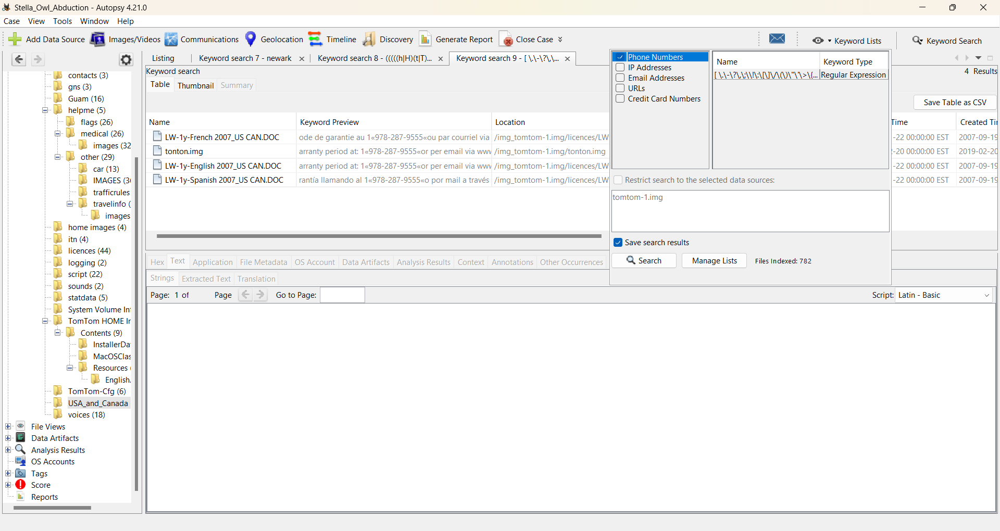 Stella_Owl_Abduction - Autopsy 4.21.0
Case View Tools Window Help
Add Data Source Images/Videos Communications Geolocation Timeline Discovery Generate Report Close Case Keyword Lists Keyword Search
Listing Keyword search 7 - newark Keyword search 8 - (((((h|H)(t|T)... Keyword search 9 - [ \.\-\?\,\...
Keyword search
4 Results
Table Thumbnail Summary
Save Table as CSV
Name Keyword Preview Location Time
LW-1y-French 2007_US CAN.DOC ode de garantie au 1«978-287-9555«ou par courriel via /img_tomtom-1.img/licences/LW -22 00:00:00 EST 2007-09-19
tonton.img arranty period at: 1«978-287-9555«or per email via www /img_tomtom-1.img/tonton.img -20 00:00:00 EST 2019-02-20
LW-1y-English 2007_US CAN.DOC arranty period at: 1«978-287-9555«or per email via www /img_tomtom-1.img/licences/LW -22 00:00:00 EST 2007-09-19
LW-1y-Spanish 2007_US CAN.DOC rantía llamando al 1«978-287-9555«o por mail a través /img_tomtom-1.img/licences/LW -22 00:00:00 EST 2007-09-19
Created
Phone Numbers
IP Addresses
Email Addresses
URLs
Credit Card Numbers
Name Keyword Type
Regular Expression
Restrict search to the selected data sources:
tomtom-1.img
Save search results
Search Manage Lists Files Indexed: 782
Hex Text Application File Metadata OS Account Data Artifacts Analysis Results Context Annotations Other Occurrences
Strings Extracted Text Translation
Page: 1 of Page Go to Page: Script: Latin - Basic
contacts (3)
gns (3)
Guam (16)
helpme (5)
flags (26)
medical (26)
images (32
other (29)
car (13)
IMAGES (3
trafficrules
travelinfo (
images
home images (4)
itn (4)
licences (44)
logging (2)
script (22)
sounds (2)
statdata (5)
System Volume In
TomTom HOME In
Contents (9)
InstallerDa
MacOSClas
Resources
English.
TomTom-Cfg (6)
USA_and_Canada
voices (18)
File Views
Data Artifacts
Analysis Results
OS Accounts
Tags
Score
Reports